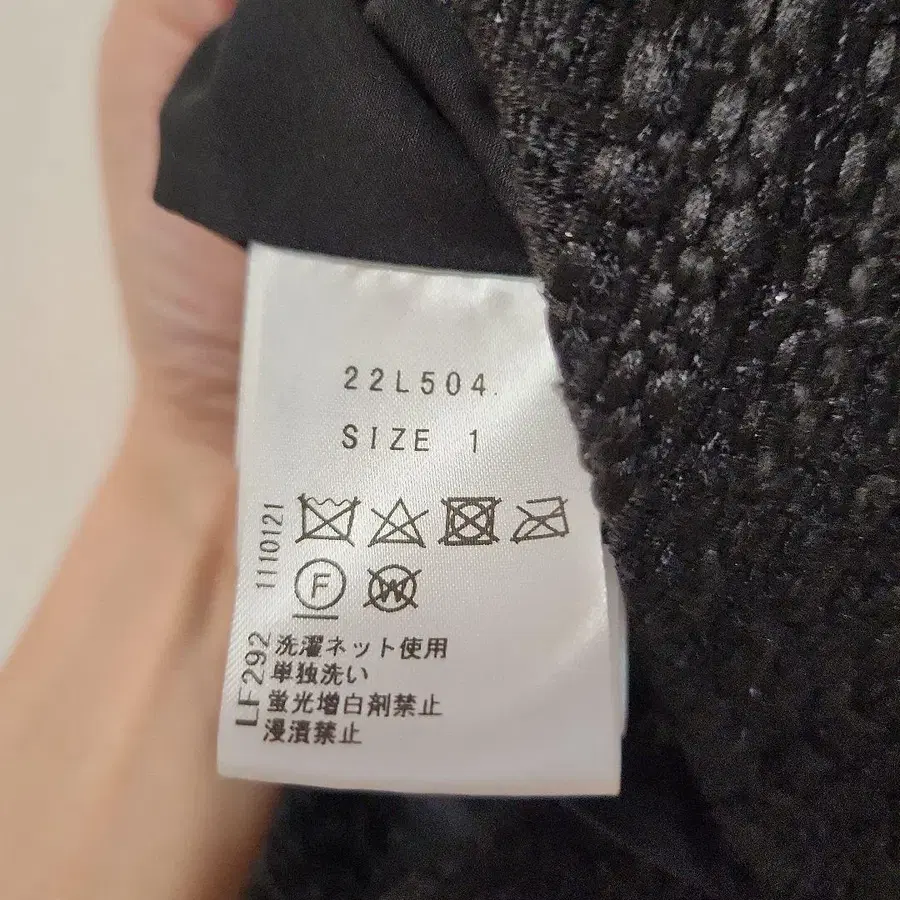 22L504.
SIZE 1
1110121
F
W
LF292
洗濯ネット使用
単独洗い
蛍光増白剤禁止
浸漬禁止